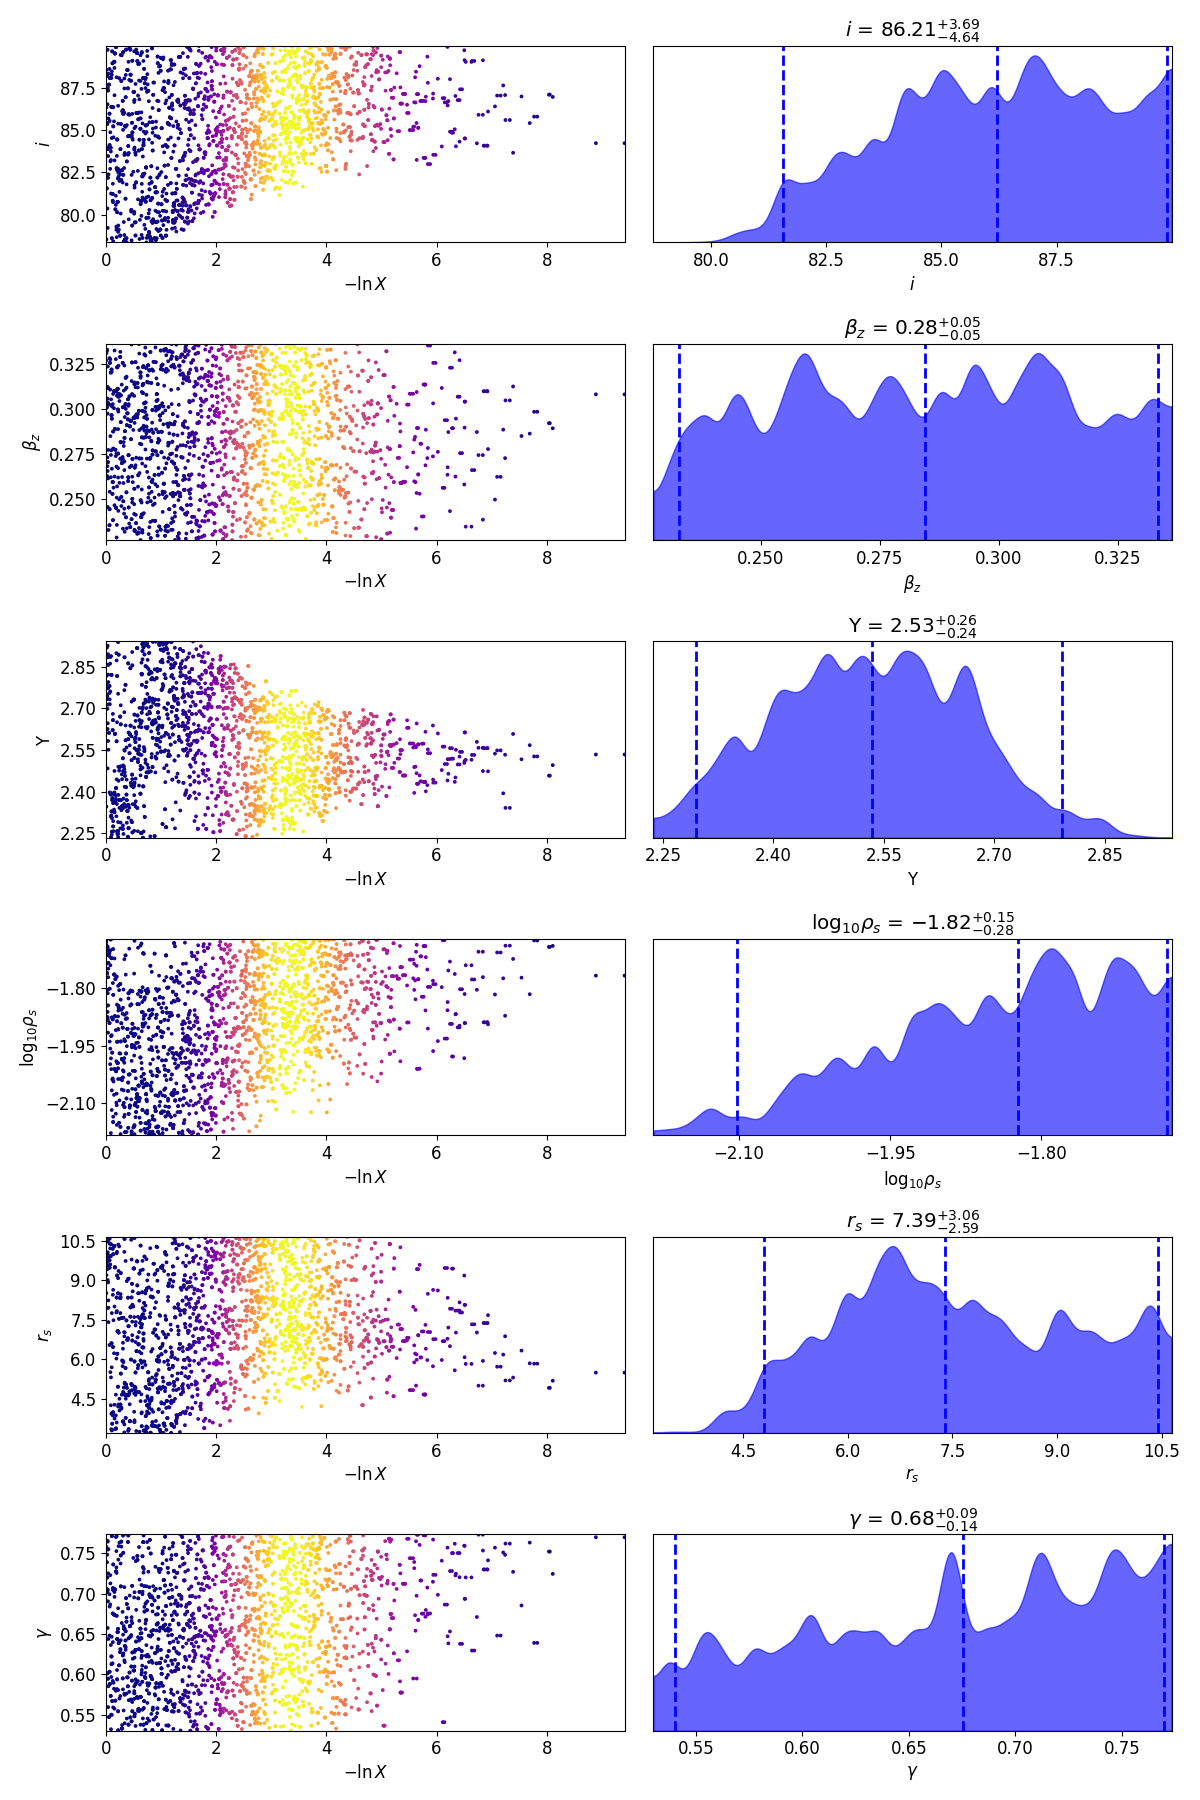 i = 86.21 +3.69 −4.64
87.5
85.0
82.5
80.0
i
0 2 4 6 8
−ln X
80.0 82.5 85.0 87.5
i
βz = 0.28 +0.05 −0.05
0.325
0.300
0.275
0.250
βz
0 2 4 6 8
−ln X
0.250 0.275 0.300 0.325
βz
Y = 2.53 +0.26 −0.24
2.85
2.70
2.55
2.40
2.25
Y
0 2 4 6 8
−ln X
2.25 2.40 2.55 2.70 2.85
Y
log10ρs = −1.82 +0.15 −0.28
−1.80
−1.95
−2.10
log10ρs
0 2 4 6 8
−ln X
−2.10 −1.95 −1.80
log10ρs
rs = 7.39 +3.06 −2.59
10.5
9.0
7.5
6.0
4.5
rs
0 2 4 6 8
−ln X
4.5 6.0 7.5 9.0 10.5
rs
γ = 0.68 +0.09 −0.14
0.75
0.70
0.65
0.60
0.55
γ
0 2 4 6 8
−ln X
0.55 0.60 0.65 0.70 0.75
γ